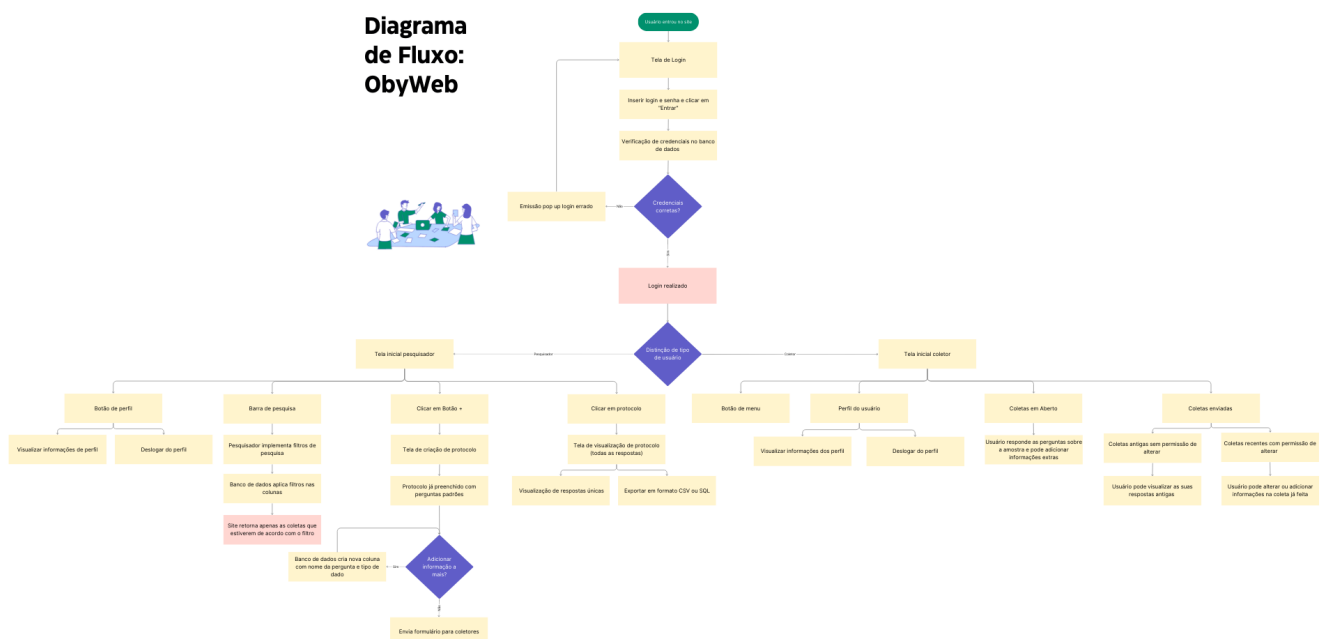 Diagrama
de Fluxo:
ObyWeb
Usuário entrou no site
Tela de Login
Inserir login e senha e clicar em
"Entrar"
Verificação de credenciais no banco
de dados
Credenciais
corretas?
Não
Emissão pop up login errado
Sim
Login realizado
Distinção de tipo
de usuário
Pesquisador
Coletor
Tela inicial pesquisador
Tela inicial coletor
Botão de perfil
Barra de pesquisa
Clicar em Botão +
Clicar em protocolo
Botão de menu
Perfil do usuário
Coletas em Aberto
Coletas enviadas
Visualizar informações de perfil
Deslogar do perfil
Pesquisador implementa filtros de
pesquisa
Tela de criação de protocolo
Tela de visualização de protocolo
(todas as respostas)
Visualizar informações dos perfil
Deslogar do perfil
Usuário responde as perguntas sobre
a amostra e pode adicionar
informações extras
Coletas antigas sem permissão de
alterar
Coletas recentes com permissão de
alterar
Banco de dados aplica filtros nas
colunas
Protocolo já preenchido com
perguntas padrões
Visualização de respostas únicas
Exportar em formato CSV ou SQL
Usuário pode visualizar as suas
respostas antigas
Usuário pode alterar ou adicionar
informações na coleta já feita
Site retorna apenas as coletas que
estiverem de acordo com o filtro
Banco de dados cria nova coluna
com nome da pergunta e tipo de
dado
Adicionar
informação a
mais?
Envia formulário para coletores